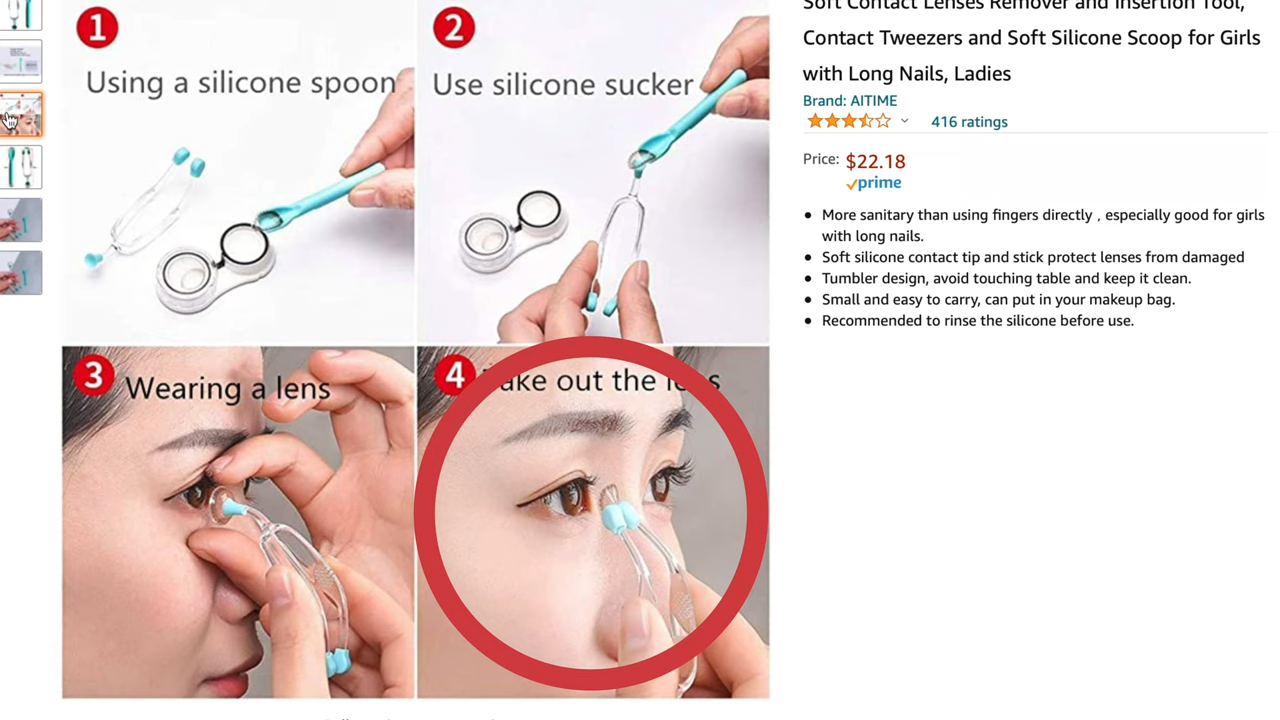 1
Using a silicone spoon
2
Use silicone sucker
3
Wearing a lens
4
ake out the l s
Soft Contact Lenses Remover and Insertion Tool,
Contact Tweezers and Soft Silicone Scoop for Girls
with Long Nails, Ladies
Brand: AITIME
416 ratings
Price: $22.18
prime
• More sanitary than using fingers directly , especially good for girls
with long nails.
• Soft silicone contact tip and stick protect lenses from damaged
• Tumbler design, avoid touching table and keep it clean.
• Small and easy to carry, can put in your makeup bag.
• Recommended to rinse the silicone before use.